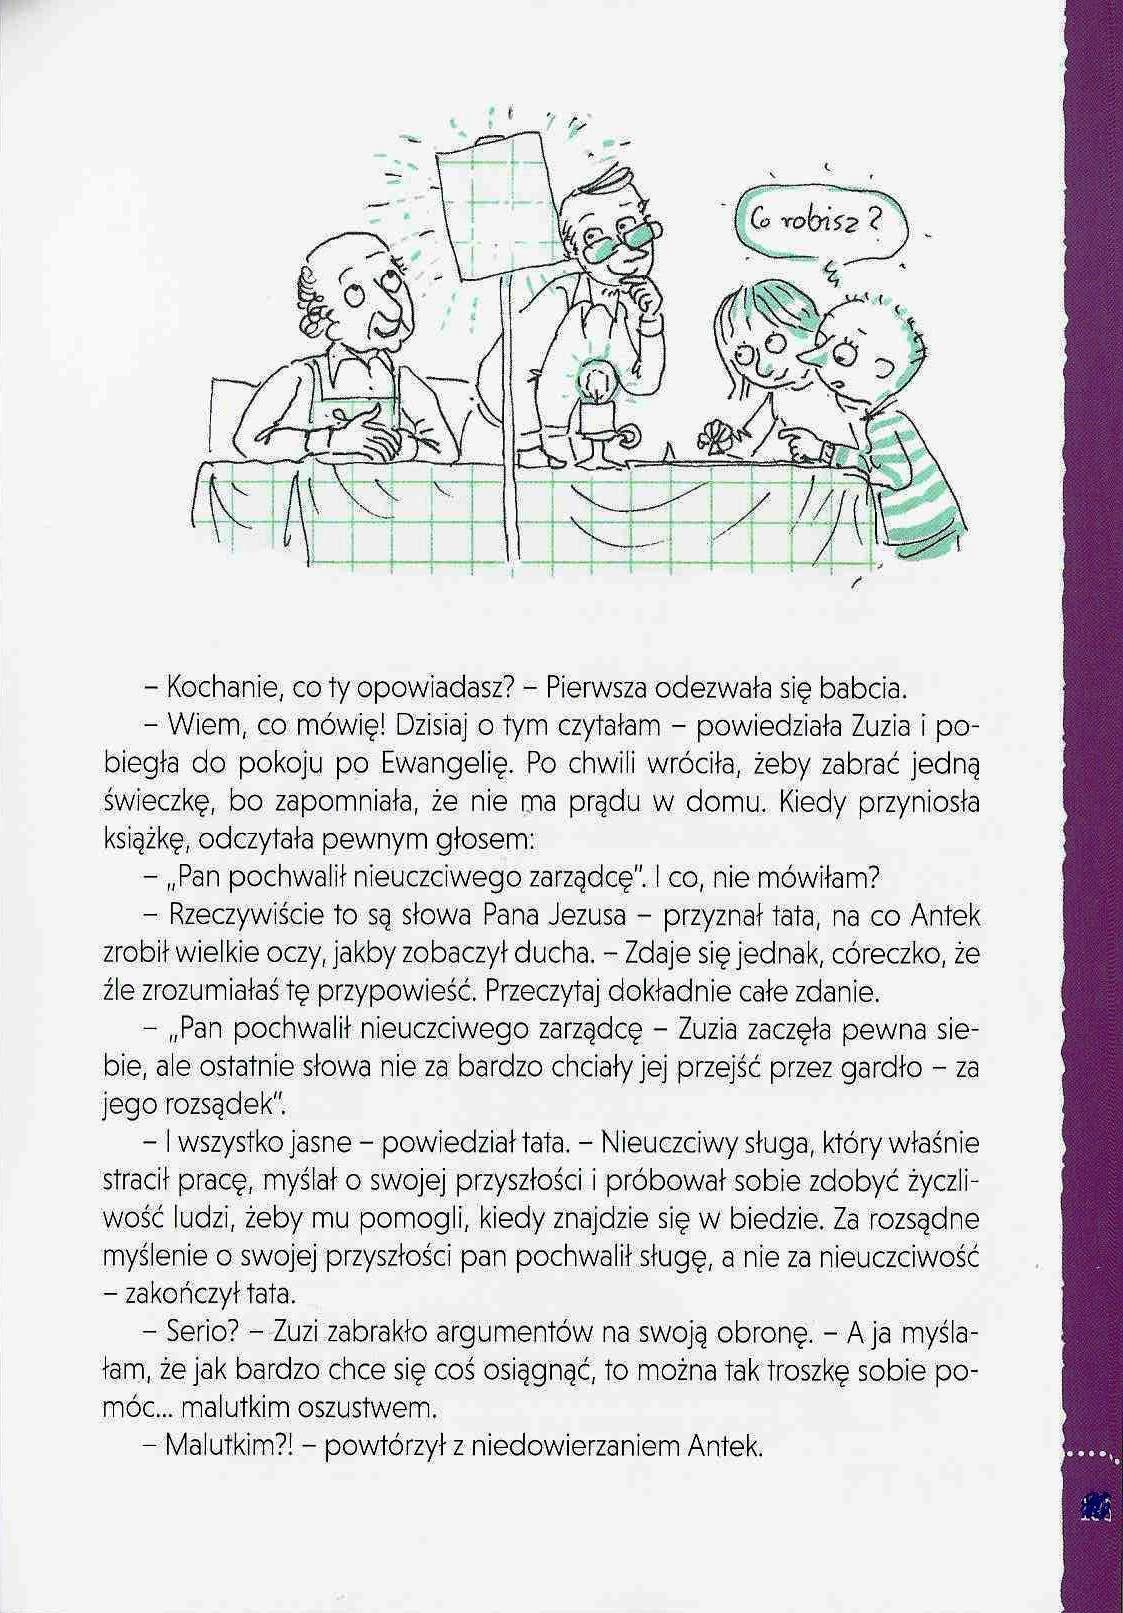 Co robisz?
– Kochanie, co ty opowiadasz? – Pierwsza odezwała się babcia.
– Wiem, co mówię! Dzisiaj o tym czytałam – powiedziała Zuzia i po-
biegła do pokoju po Ewangelię. Po chwili wróciła, żeby zabrać jedną
świeczkę, bo zapomniała, że nie ma prądu w domu. Kiedy przyniosła
książkę, odczytała pewnym głosem:
– „Pan pochwalił nieuczciwego zarządcę". I co, nie mówiłam?
– Rzeczywiście to są słowa Pana Jezusa – przyznał tata, na co Antek
zrobił wielkie oczy, jakby zobaczył ducha. – Zdaje się jednak, córeczko, że
źle zrozumiałaś tę przypowieść. Przeczytaj dokładnie całe zdanie.
– „Pan pochwalił nieuczciwego zarządcę – Zuzia zaczęła pewna sie-
bie, ale ostatnie słowa nie za bardzo chciały jej przejść przez gardło – za
jego rozsądek".
– I wszystko jasne – powiedział tata. – Nieuczciwy sługa, który właśnie
stracił pracę, myślał o swojej przyszłości i próbował sobie zdobyć życzli-
wość ludzi, żeby mu pomogli, kiedy znajdzie się w biedzie. Za rozsądne
myślenie o swojej przyszłości pan pochwalił sługę, a nie za nieuczciwość
– zakończył tata.
– Serio? – Zuzi zabrakło argumentów na swoją obronę. – A ja myśla-
łam, że jak bardzo chce się coś osiągnąć, to można tak troszkę sobie po-
móc... malutkim oszustwem.
– Malutkim?! – powtórzył z niedowierzaniem Antek.